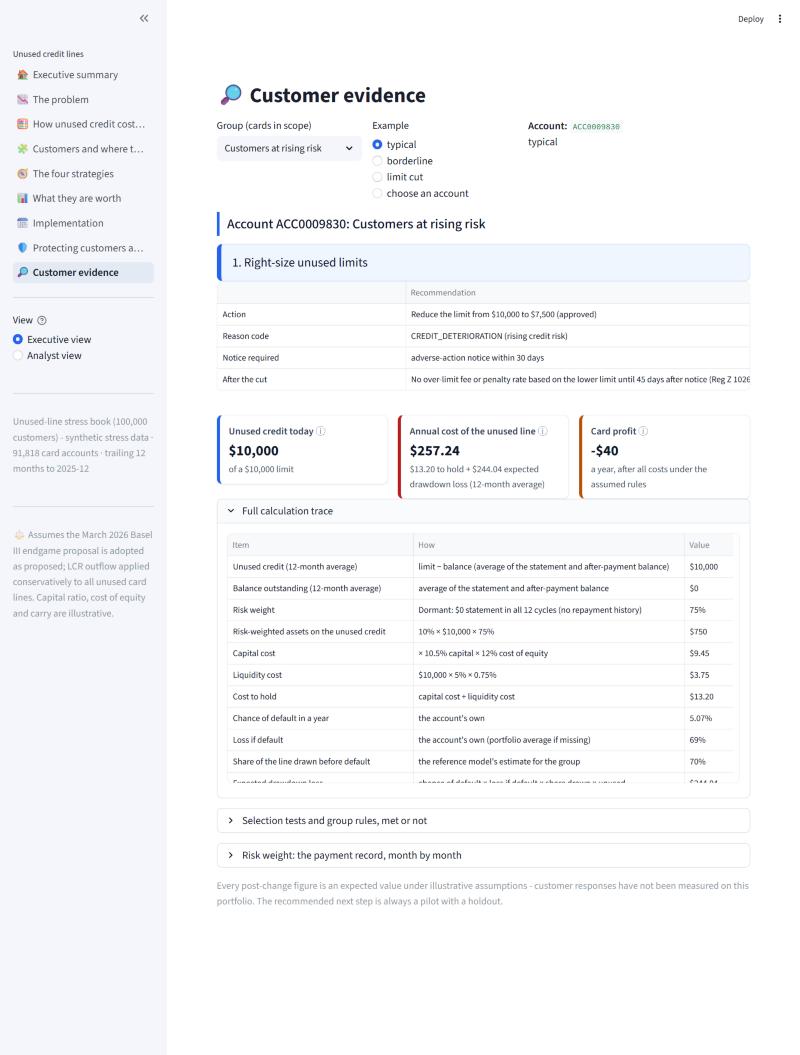 Deploy
Unused credit lines
Executive summary
The problem
How unused credit cost…
Customers and where t…
The four strategies
What they are worth
Implementation
Protecting customers a…
Customer evidence
View
Executive view
Analyst view
Unused-line stress book (100,000
customers) - synthetic stress data ·
91,818 card accounts · trailing 12
months to 2025-12
Assumes the March 2026 Basel
III endgame proposal is adopted
as proposed; LCR outflow applied
conservatively to all unused card
lines. Capital ratio, cost of equity
and carry are illustrative.
Customer evidence
Group (cards in scope)
Customers at rising risk
Example
typical
borderline
limit cut
choose an account
Account: ACC0009830
typical
Account ACC0009830: Customers at rising risk
1. Right-size unused limits
Recommendation
Action Reduce the limit from $10,000 to $7,500 (approved)
Reason code CREDIT_DETERIORATION (rising credit risk)
Notice required adverse-action notice within 30 days
After the cut No over-limit fee or penalty rate based on the lower limit until 45 days after notice (Reg Z 1026
Unused credit today
$10,000
of a $10,000 limit
Annual cost of the unused line
$257.24
$13.20 to hold + $244.04 expected
drawdown loss (12-month average)
Card profit
-$40
a year, after all costs under the
assumed rules
Full calculation trace
Item How Value
Unused credit (12-month average) limit − balance (average of the statement and after-payment balance) $10,000
Balance outstanding (12-month average) average of the statement and after-payment balance $0
Risk weight Dormant: $0 statement in all 12 cycles (no repayment history) 75%
Risk-weighted assets on the unused credit 10% × $10,000 × 75% $750
Capital cost × 10.5% capital × 12% cost of equity $9.45
Liquidity cost $10,000 × 5% × 0.75% $3.75
Cost to hold capital cost + liquidity cost $13.20
Chance of default in a year the account's own 5.07%
Loss if default the account's own (portfolio average if missing) 69%
Share of the line drawn before default the reference model's estimate for the group 70%
Expected drawdown loss chance of default × loss if default × share drawn × unused $244.04
Selection tests and group rules, met or not
Risk weight: the payment record, month by month
Every post-change figure is an expected value under illustrative assumptions - customer responses have not been measured on this
portfolio. The recommended next step is always a pilot with a holdout.